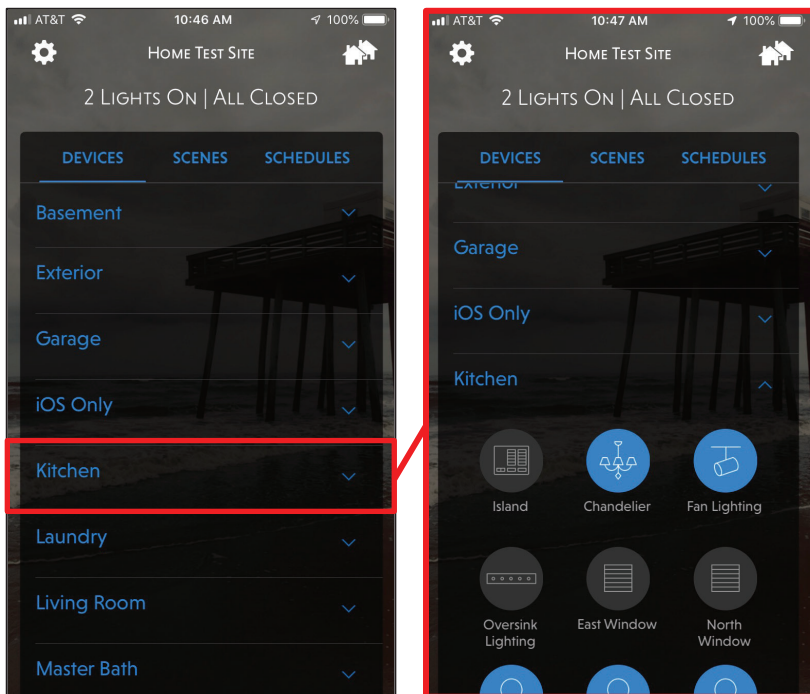 AT&T 10:46 AM 100%
HOME TEST SITE
2 LIGHTS ON | ALL CLOSED
DEVICES SCENES SCHEDULES
Basement
Exterior
Garage
iOS Only
Kitchen
Laundry
Living Room
Master Bath
AT&T 10:47 AM 100%
HOME TEST SITE
2 LIGHTS ON | ALL CLOSED
DEVICES SCENES SCHEDULES
Exterior
Garage
iOS Only
Kitchen
Island Chandelier Fan Lighting
Oversink East Window North
Lighting Window